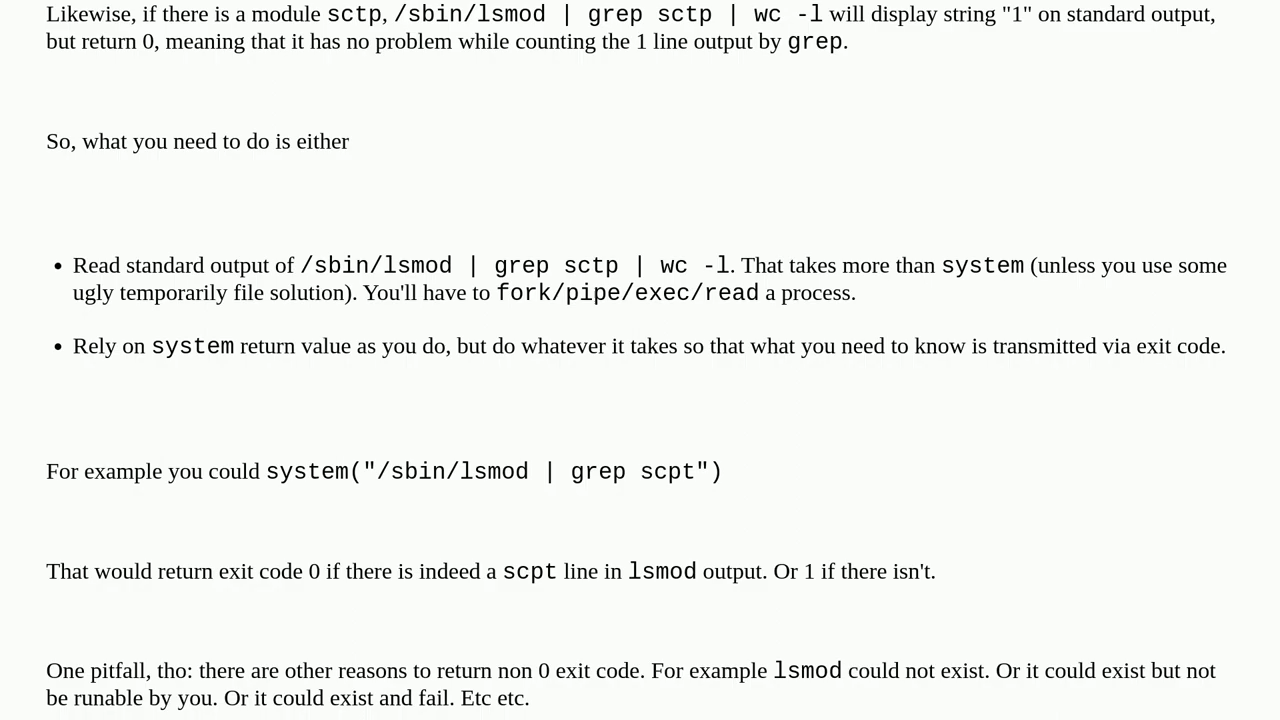 Likewise, if there is a module sctp, /sbin/lsmod | grep sctp | wc -l will display string "1" on standard output,
but return 0, meaning that it has no problem while counting the 1 line output by grep.
So, what you need to do is either
• Read standard output of /sbin/lsmod | grep sctp | wc -l. That takes more than system (unless you use some
ugly temporarily file solution). You'll have to fork/pipe/exec/read a process.
• Rely on system return value as you do, but do whatever it takes so that what you need to know is transmitted via exit code.
For example you could system("/sbin/lsmod | grep scpt")
That would return exit code 0 if there is indeed a scpt line in lsmod output. Or 1 if there isn't.
One pitfall, tho: there are other reasons to return non 0 exit code. For example lsmod could not exist. Or it could exist but not
be runable by you. Or it could exist and fail. Etc etc.